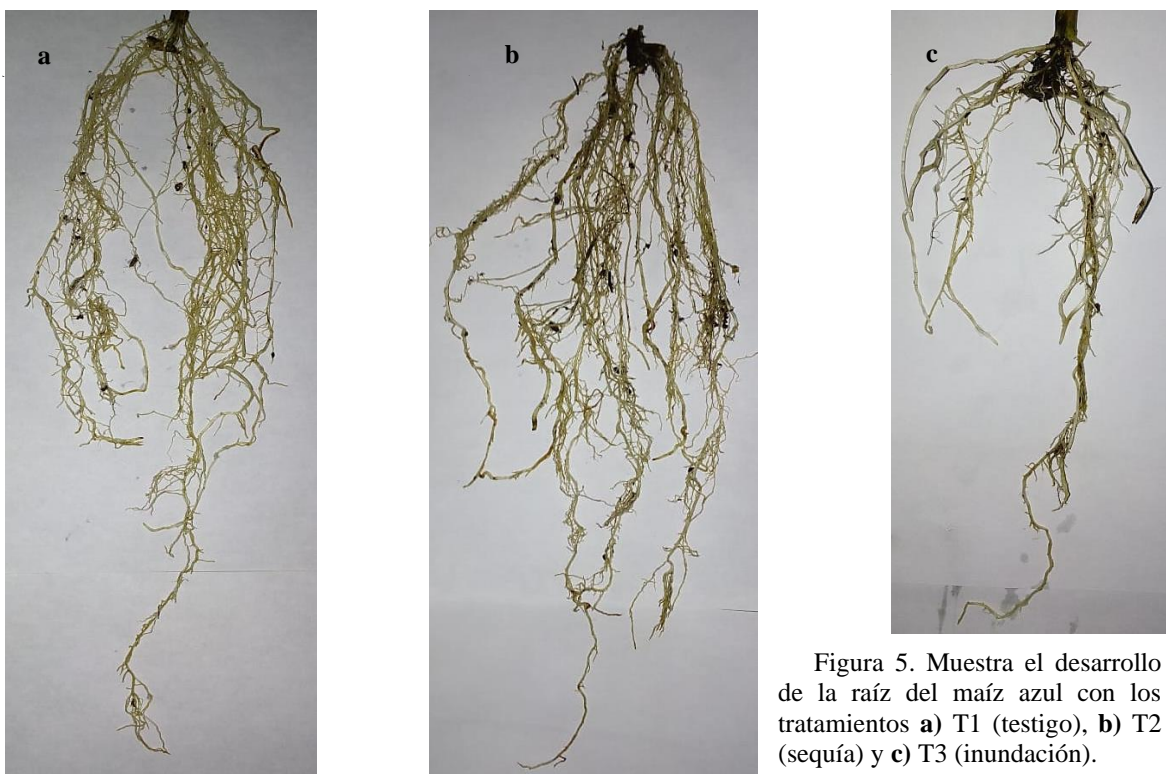 a
b
c
Figura 5. Muestra el desarrollo
de la raíz del maíz azul con los
tratamientos a) T1 (testigo), b) T2
(sequía) y c) T3 (inundación).